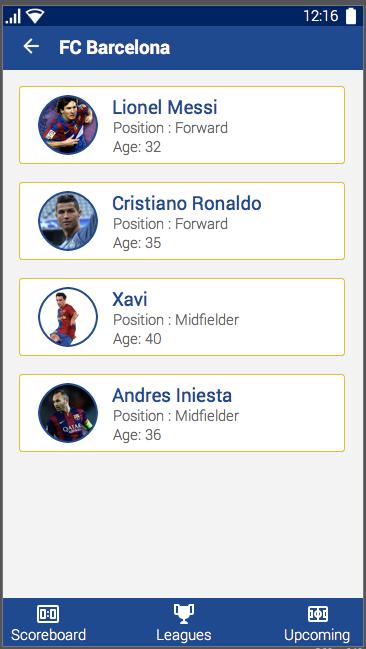 12:16
FC Barcelona
Lionel Messi
Position : Forward
Age: 32
Cristiano Ronaldo
Position : Forward
Age: 35
Xavi
Position : Midfielder
Age: 40
Andres Iniesta
Position : Midfielder
Age: 36
Scoreboard
Leagues
Upcoming